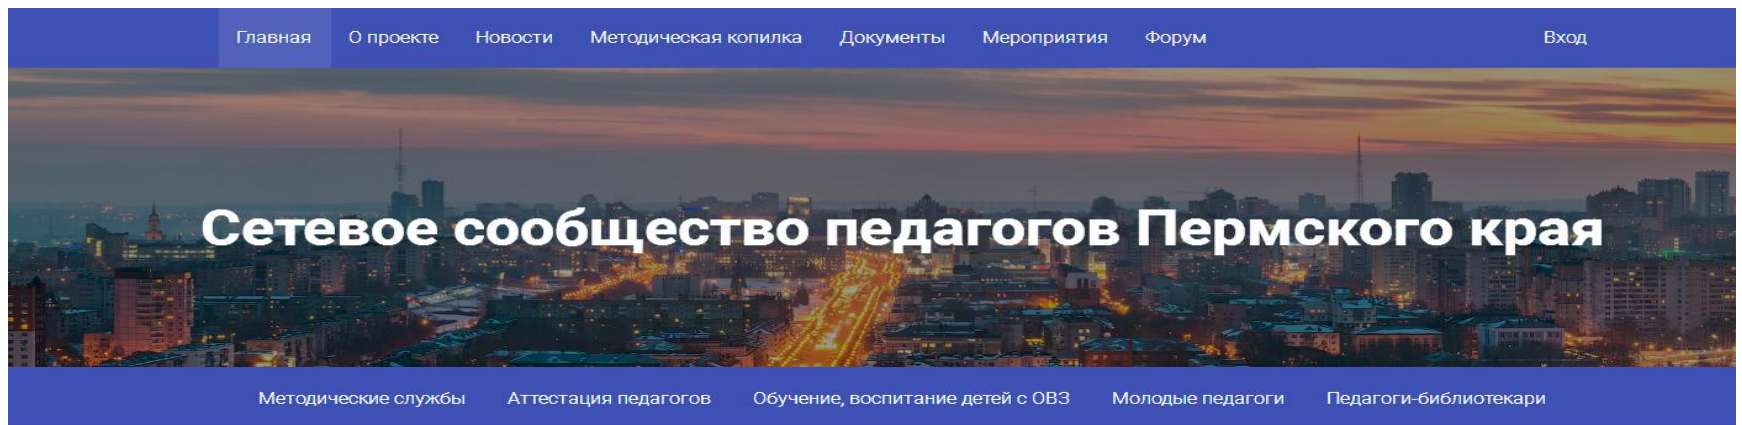 Главная О проекте Новости Методическая копилка Документы Мероприятия Форум Вход
Сетевое сообщество педагогов Пермского края
Методические службы Аттестация педагогов Обучение, воспитание детей с ОВЗ Молодые педагоги Педагоги-библиотекари